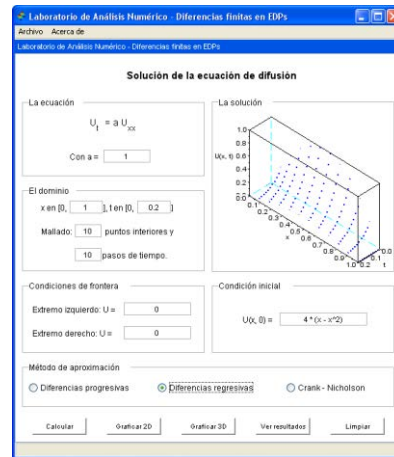 Laboratorio de Análisis Numérico - Diferencias finitas en EDPs
Archivo Acerca de
Laboratorio de Análisis Numérico - Diferencias finitas en EDPs
Solución de la ecuación de difusión
La ecuación
Ut = a Uxx
Con a = 1
El dominio
x en [0, 1 ], t en [0, 0.2 ]
Mallado: 10 puntos interiores y
10 pasos de tiempo.
La solución
U(x, t)
1.0
0.8
0.6
0.4
0.2
0.0
0.1
0.2
0.3
0.4
0.5
0.6
0.7
0.8
0.9
1.0
x
0.0
0.1
0.2
t
Condiciones de frontera
Extremo izquierdo: U = 0
Extremo derecho: U = 0
Condición inicial
U(x, 0) = 4 * (x - x^2)
Método de aproximación
Diferencias progresivas Diferencias regresivas Crank - Nicholson
Calcular Graficar 2D Graficar 3D Ver resultados Limpiar